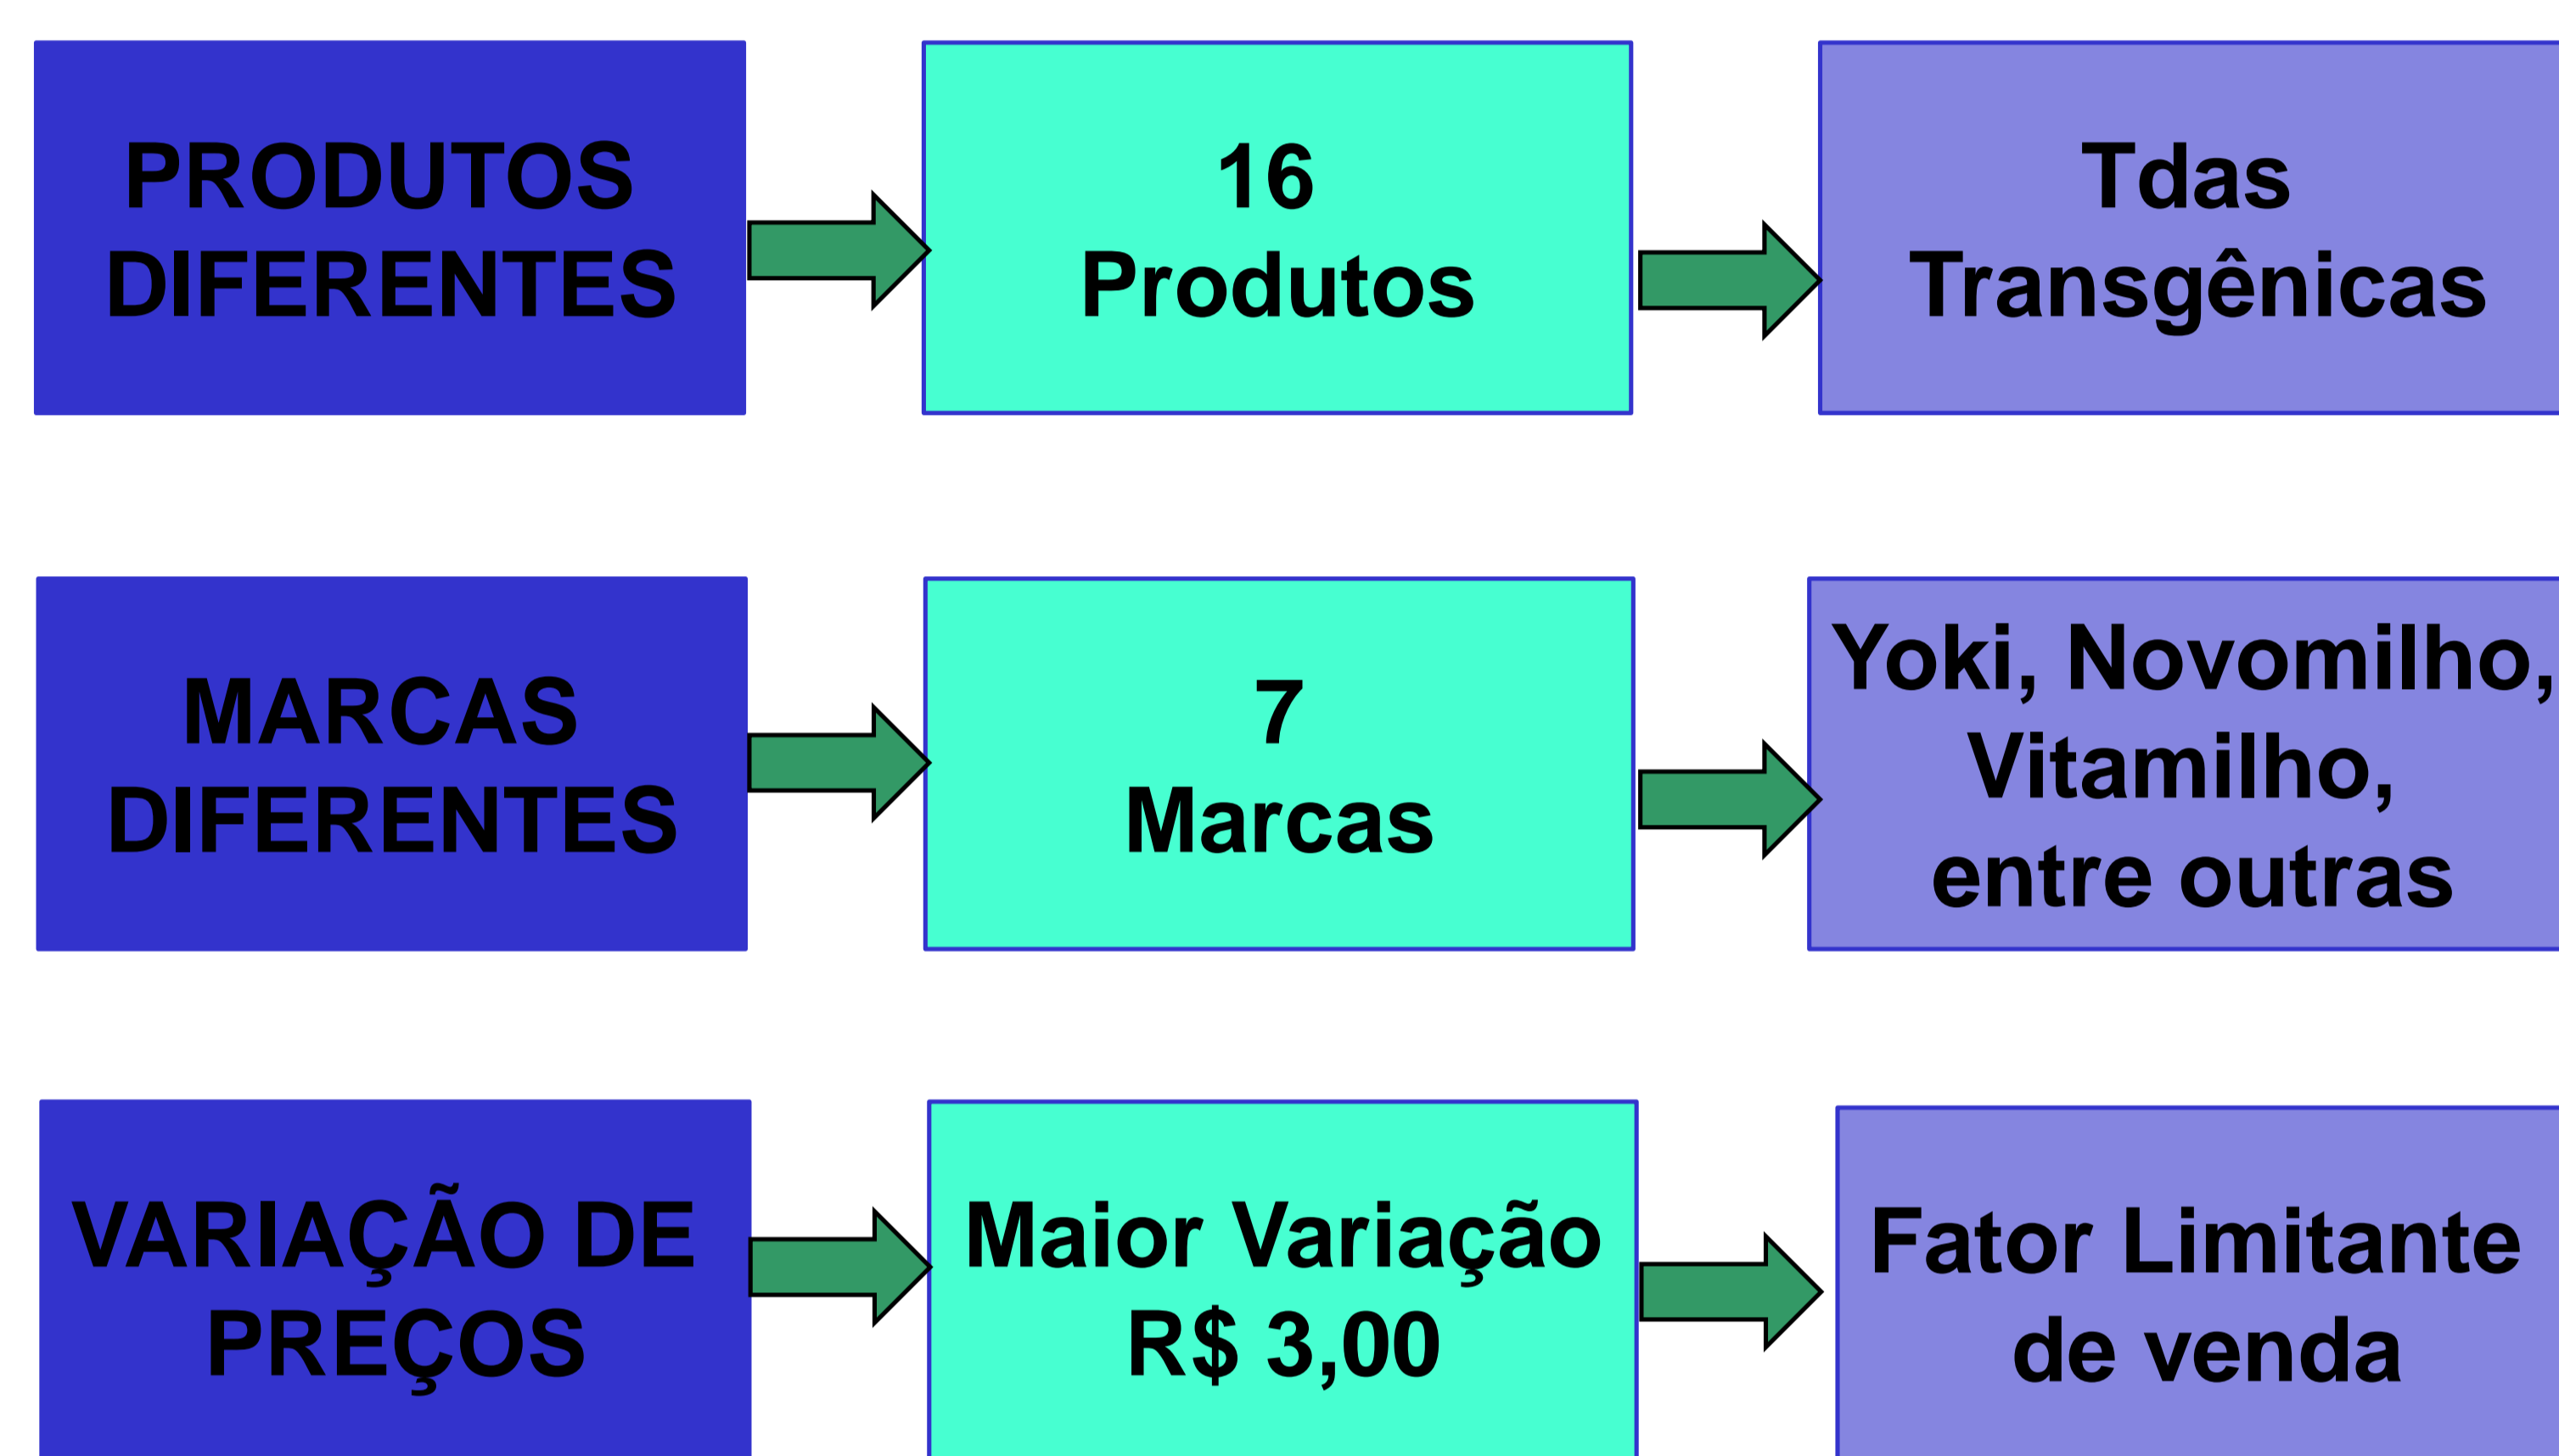 PRODUTOS
DIFERENTES
16
Produtos
Tdas
Transgênicas
MARCAS
DIFERENTES
7
Marcas
Yoki, Novomilho,
Vitamilho,
entre outras
VARIAÇÃO DE
PREÇOS
Maior Variação
R$ 3,00
Fator Limitante
de venda